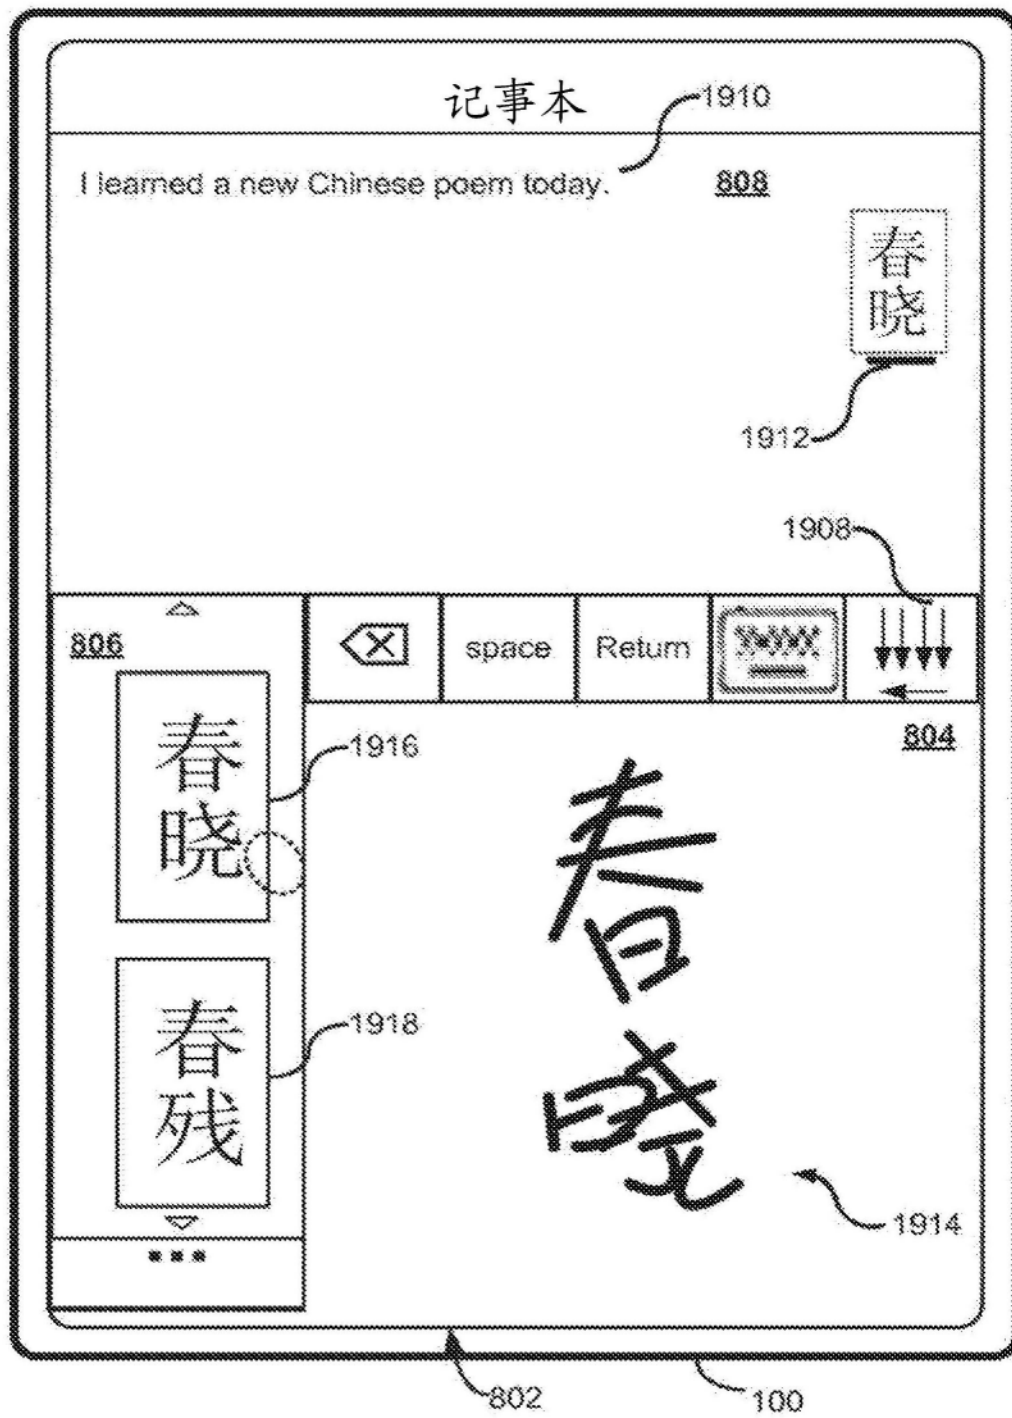 记事本
1910
I learned a new Chinese poem today.
808
春
晓
1912
1908
806
space
Return
804
春
晓
1916
春
晓
春
残
1918
1914
802
100